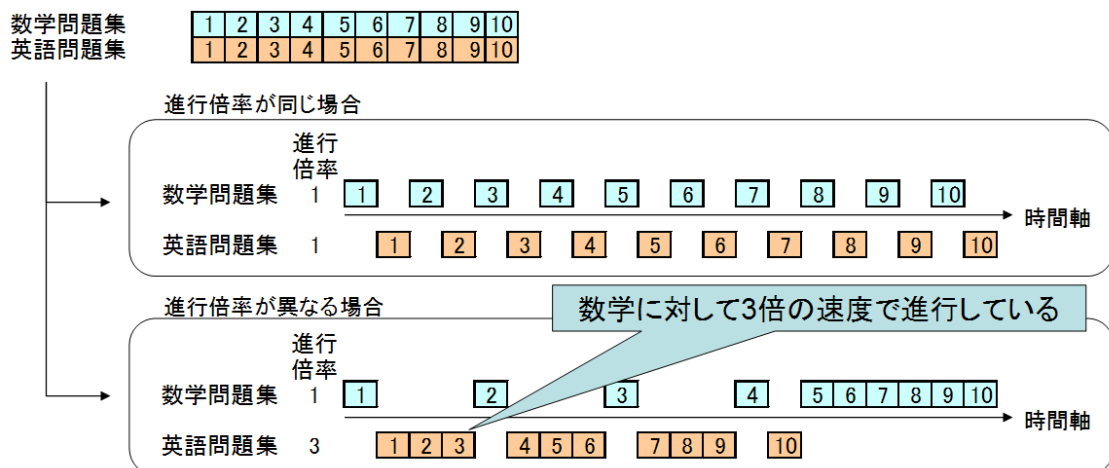 数学問題集 1 2 3 4 5 6 7 8 9 10
英語問題集 1 2 3 4 5 6 7 8 9 10
進行倍率が同じ場合
進行
倍率
数学問題集 1 1 2 3 4 5 6 7 8 9 10
時間軸
英語問題集 1 1 2 3 4 5 6 7 8 9 10
進行倍率が異なる場合
数学に対して3倍の速度で進行している
進行
倍率
数学問題集 1 1 2 3 4 5 6 7 8 9 10
時間軸
英語問題集 3 1 2 3 4 5 6 7 8 9 10